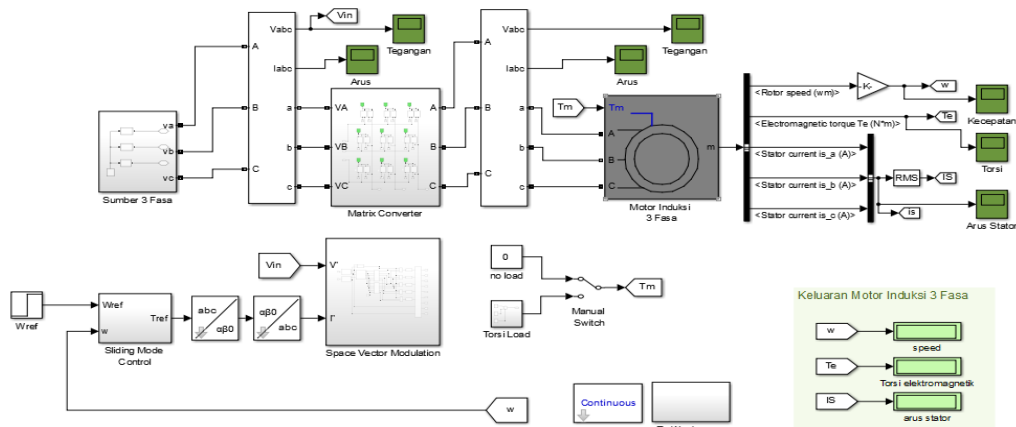 Vabc
Vin
Tegangan
A
Iabc
Arus
B
a
b
C
c
va
vb
vc
Sumber 3 Fasa
VA
VB
VC
A
B
C
Matrix Converter
A
B
C
Vabc
Tegangan
Iabc
Arus
a
b
c
Tm
Tm
A
B
C
m
Motor Induksi
3 Fasa
<Rotor speed (wm)>
-K-
w
Kecepatan
<Electromagnetic torque Te (N*m)>
Te
Torsi
<Stator current is_a (A)>
<Stator current is_b (A)>
RMS
IS
<Stator current is_c (A)>
is
Arus Stator
Wref
Wref
w
Tref
Sliding Mode
Control
abc
αβ0
αβ0
abc
Vin
Space Vector Modulation
0
no load
Torsi Load
Manual
Switch
Tm
w
Continuous
Keluaran Motor Induksi 3 Fasa
w
speed
Te
Torsi elektromagnetik
IS
arus stator